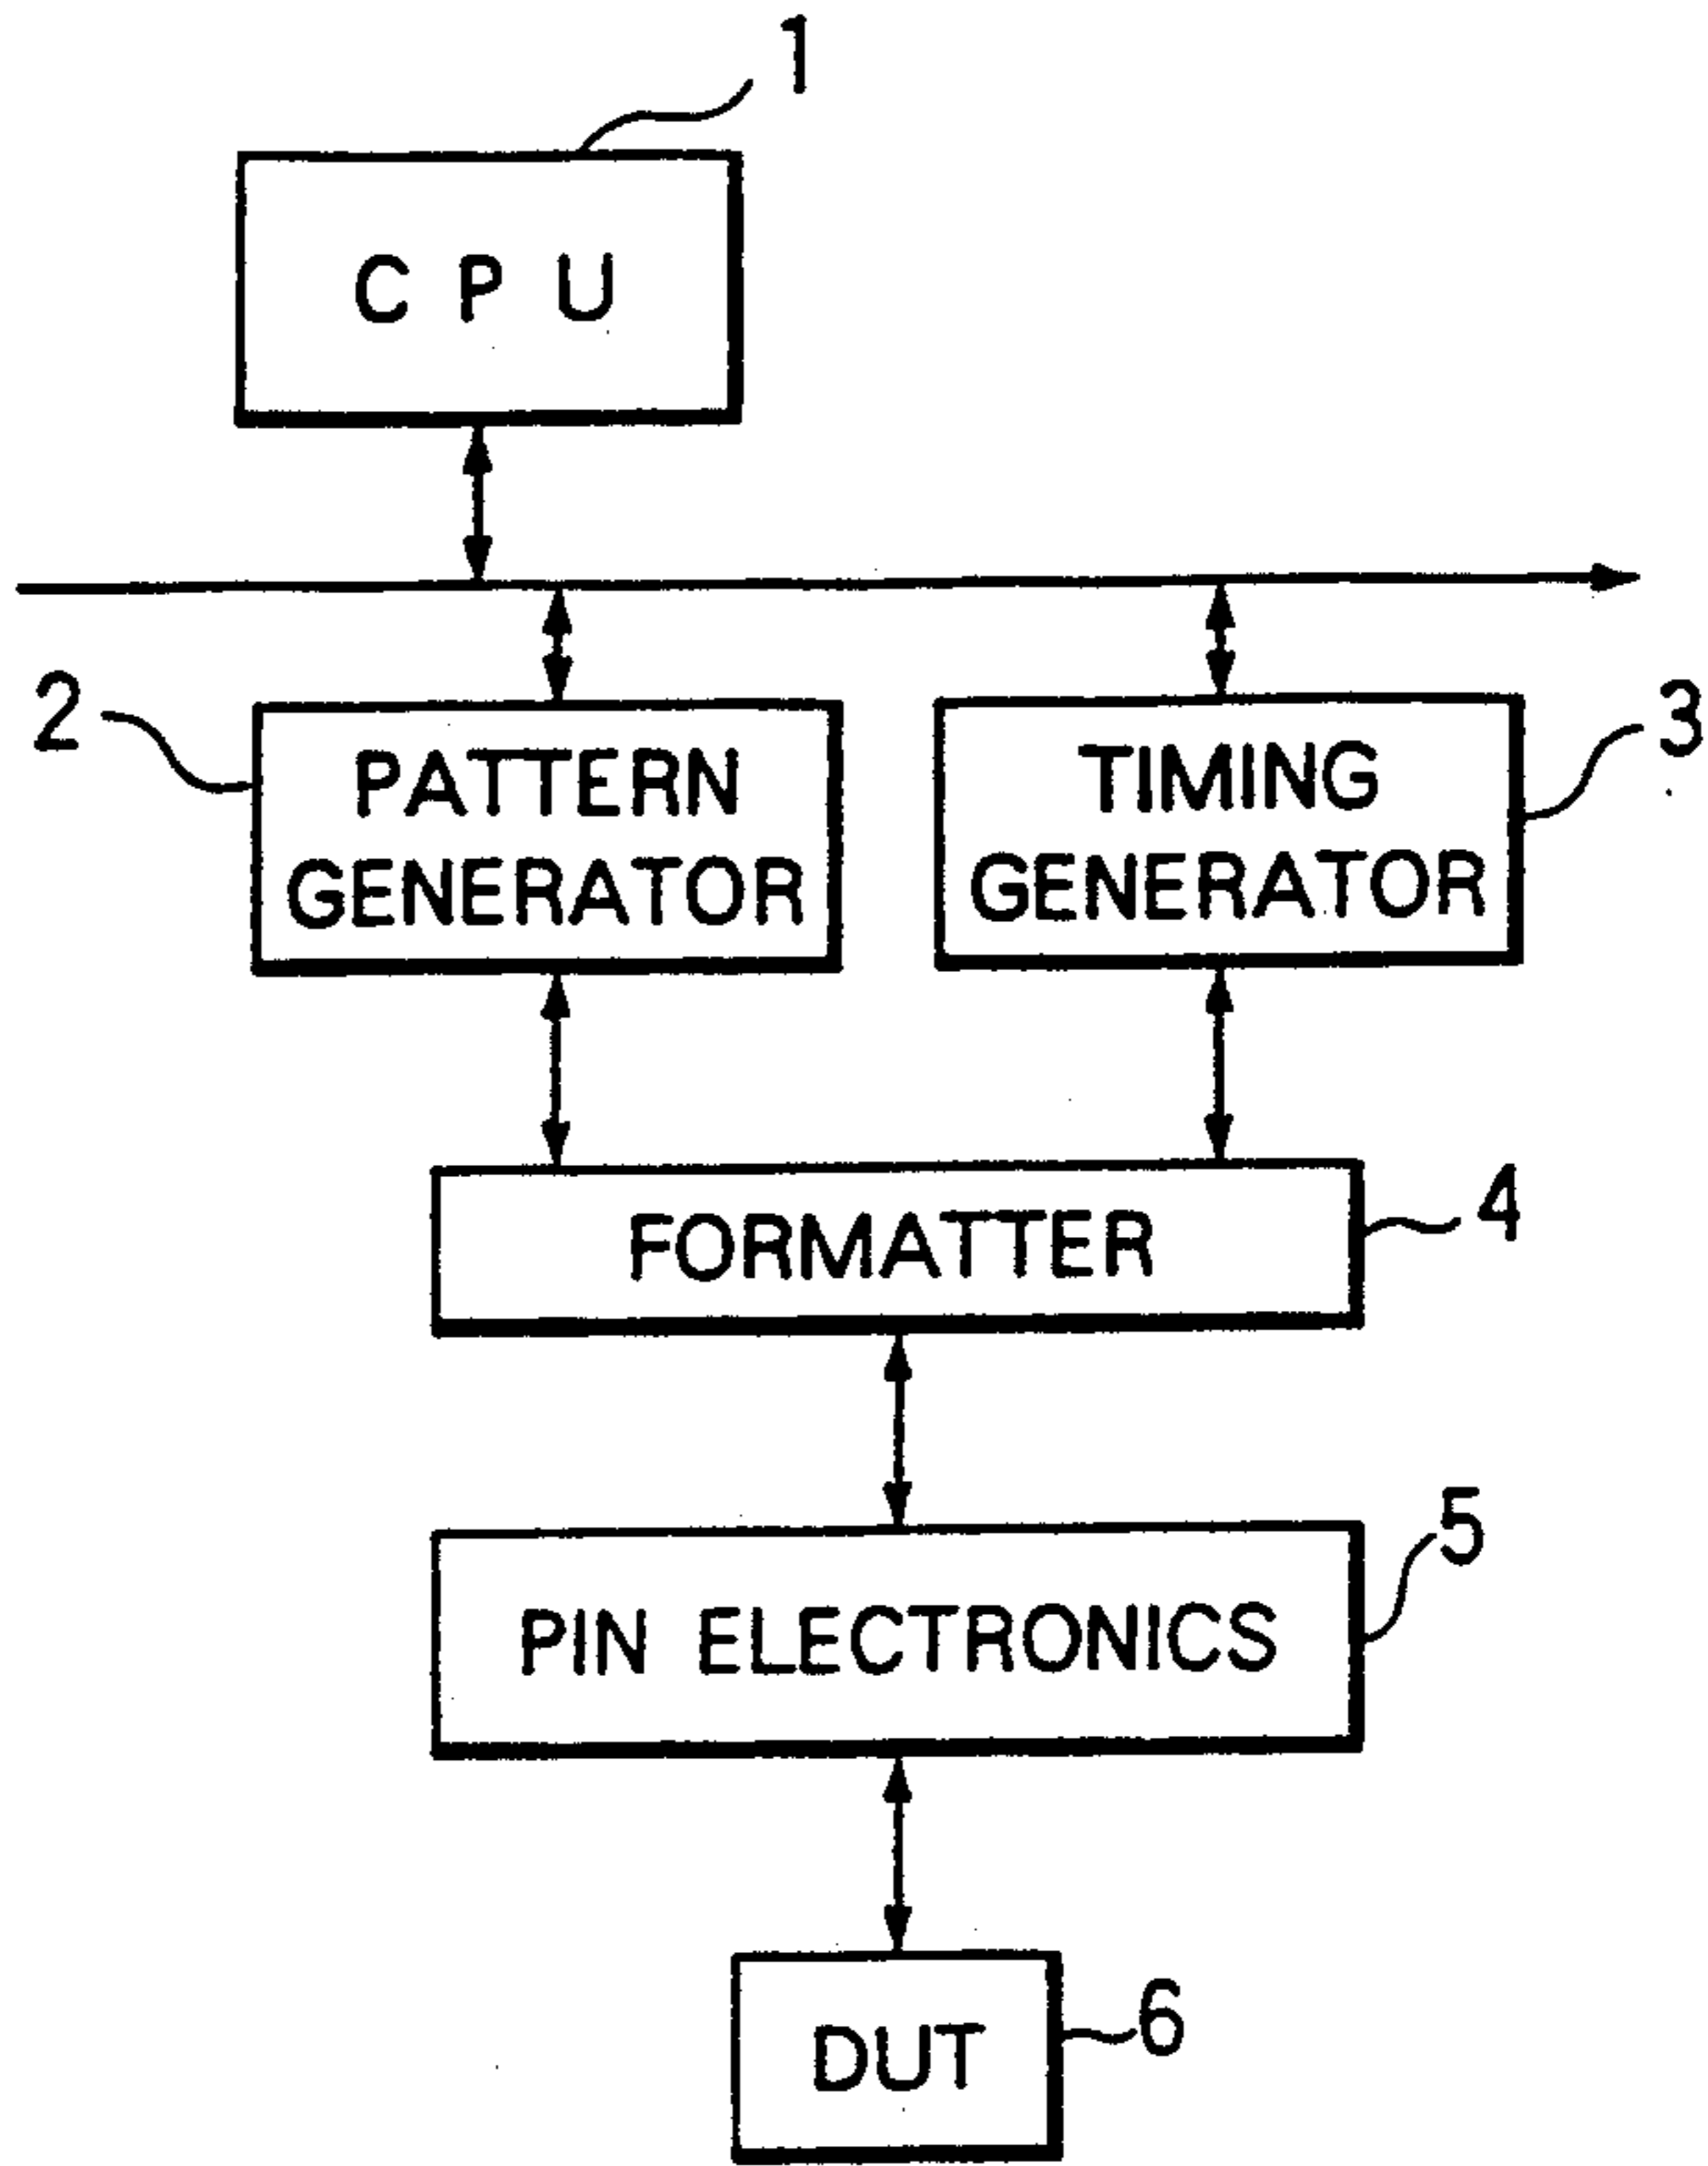 1
C P U
2
PATTERN
GENERATOR
TIMING
GENERATOR
3
FORMATTER
4
PIN ELECTRONICS
5
DUT
6